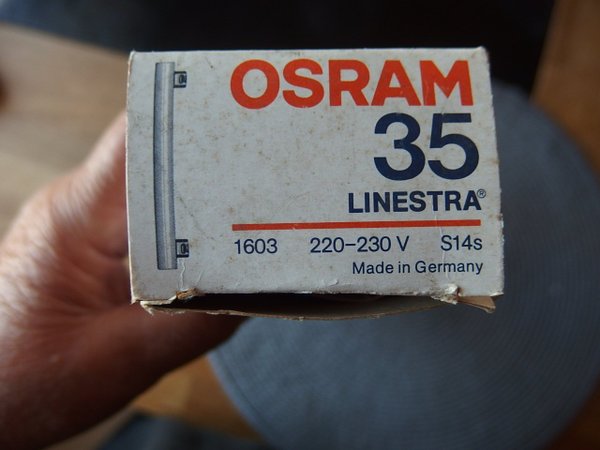 OSRAM
35
LINESTRA®
1603 220-230 V S14s
Made in Germany